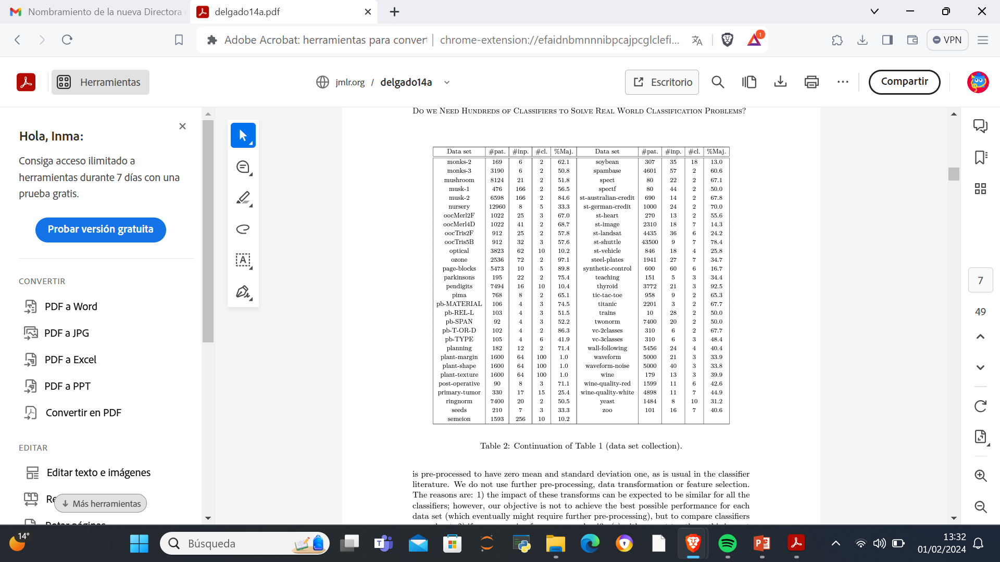 Nombramiento de la nueva Directora
delgado14a.pdf
Adobe Acrobat: herramientas para convert
chrome-extension://efaidnbmnnnibpcajpcglclefi...
1
VPN
Herramientas
jmlr.org / delgado14a
Escritorio
Compartir
Hola, Inma:
Consiga acceso ilimitado a
herramientas durante 7 días con una
prueba gratis.
Probar versión gratuita
CONVERTIR
PDF a Word
PDF a JPG
PDF a Excel
PDF a PPT
Convertir en PDF
EDITAR
Editar texto e imágenes
Re
Más herramientas
Do we Need Hundreds of Classifiers to Solve Real World Classification Problems?
Data set #pat. #inp. #cl. %Maj. Data set #pat. #inp. #cl. %Maj.
monks-2 169 6 2 62.1 soybean 307 35 18 13.0
monks-3 3190 6 2 50.8 spambase 4601 57 2 60.6
mushroom 8124 21 2 51.8 spect 80 22 2 67.1
musk-1 476 166 2 56.5 spectf 80 44 2 50.0
musk-2 6598 166 2 84.6 st-australian-credit 690 14 2 67.8
nursery 12960 8 5 33.3 st-german-credit 1000 24 2 70.0
oocMerl2F 1022 25 3 67.0 st-heart 270 13 2 55.6
oocMerl4D 1022 41 2 68.7 st-image 2310 18 7 14.3
oocTris2F 912 25 2 57.8 st-landsat 4435 36 6 24.2
oocTris5B 912 32 3 57.6 st-shuttle 43500 9 7 78.4
optical 3823 62 10 10.2 st-vehicle 846 18 4 25.8
ozone 2536 72 2 97.1 steel-plates 1941 27 7 34.7
page-blocks 5473 10 5 89.8 synthetic-control 600 60 6 16.7
parkinsons 195 22 2 75.4 teaching 151 5 3 34.4
pendigits 7494 16 10 10.4 thyroid 3772 21 3 92.5
pima 768 8 2 65.1 tic-tac-toe 958 9 2 65.3
pb-MATERIAL 106 4 3 74.5 titanic 2201 3 2 67.7
pb-REL-L 103 4 3 51.5 trains 10 28 2 50.0
pb-SPAN 92 4 3 52.2 twonorm 7400 20 2 50.0
pb-T-OR-D 102 4 2 86.3 vc-2classes 310 6 2 67.7
pb-TYPE 105 4 6 41.9 vc-3classes 310 6 3 48.4
planning 182 12 2 71.4 wall-following 5456 24 4 40.4
plant-margin 1600 64 100 1.0 waveform 5000 21 3 33.9
plant-shape 1600 64 100 1.0 waveform-noise 5000 40 3 33.8
plant-texture 1600 64 100 1.0 wine 179 13 3 39.9
post-operative 90 8 3 71.1 wine-quality-red 1599 11 6 42.6
primary-tumor 330 17 15 25.4 wine-quality-white 4898 11 7 44.9
ringnorm 7400 20 2 50.5 yeast 1484 8 10 31.2
seeds 210 7 3 33.3 zoo 101 16 7 40.6
semeion 1593 256 10 10.2
Table 2: Continuation of Table 1 (data set collection).
is pre-processed to have zero mean and standard deviation one, as is usual in the classifier
literature. We do not use further pre-processing, data transformation or feature selection.
The reasons are: 1) the impact of these transforms can be expected to be similar for all the
classifiers; however, our objective is not to achieve the best possible performance for each
data set (which eventually might require further pre-processing), but to compare classifiers
7
49
14°
Búsqueda
13:32
01/02/2024